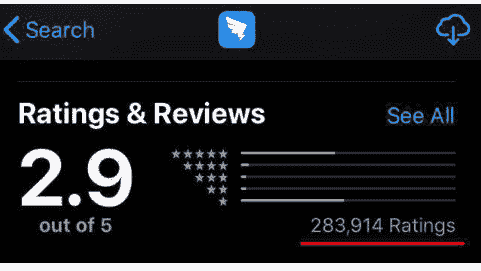 Search
Ratings & Reviews
See All
2.9
out of 5
283,914 Ratings